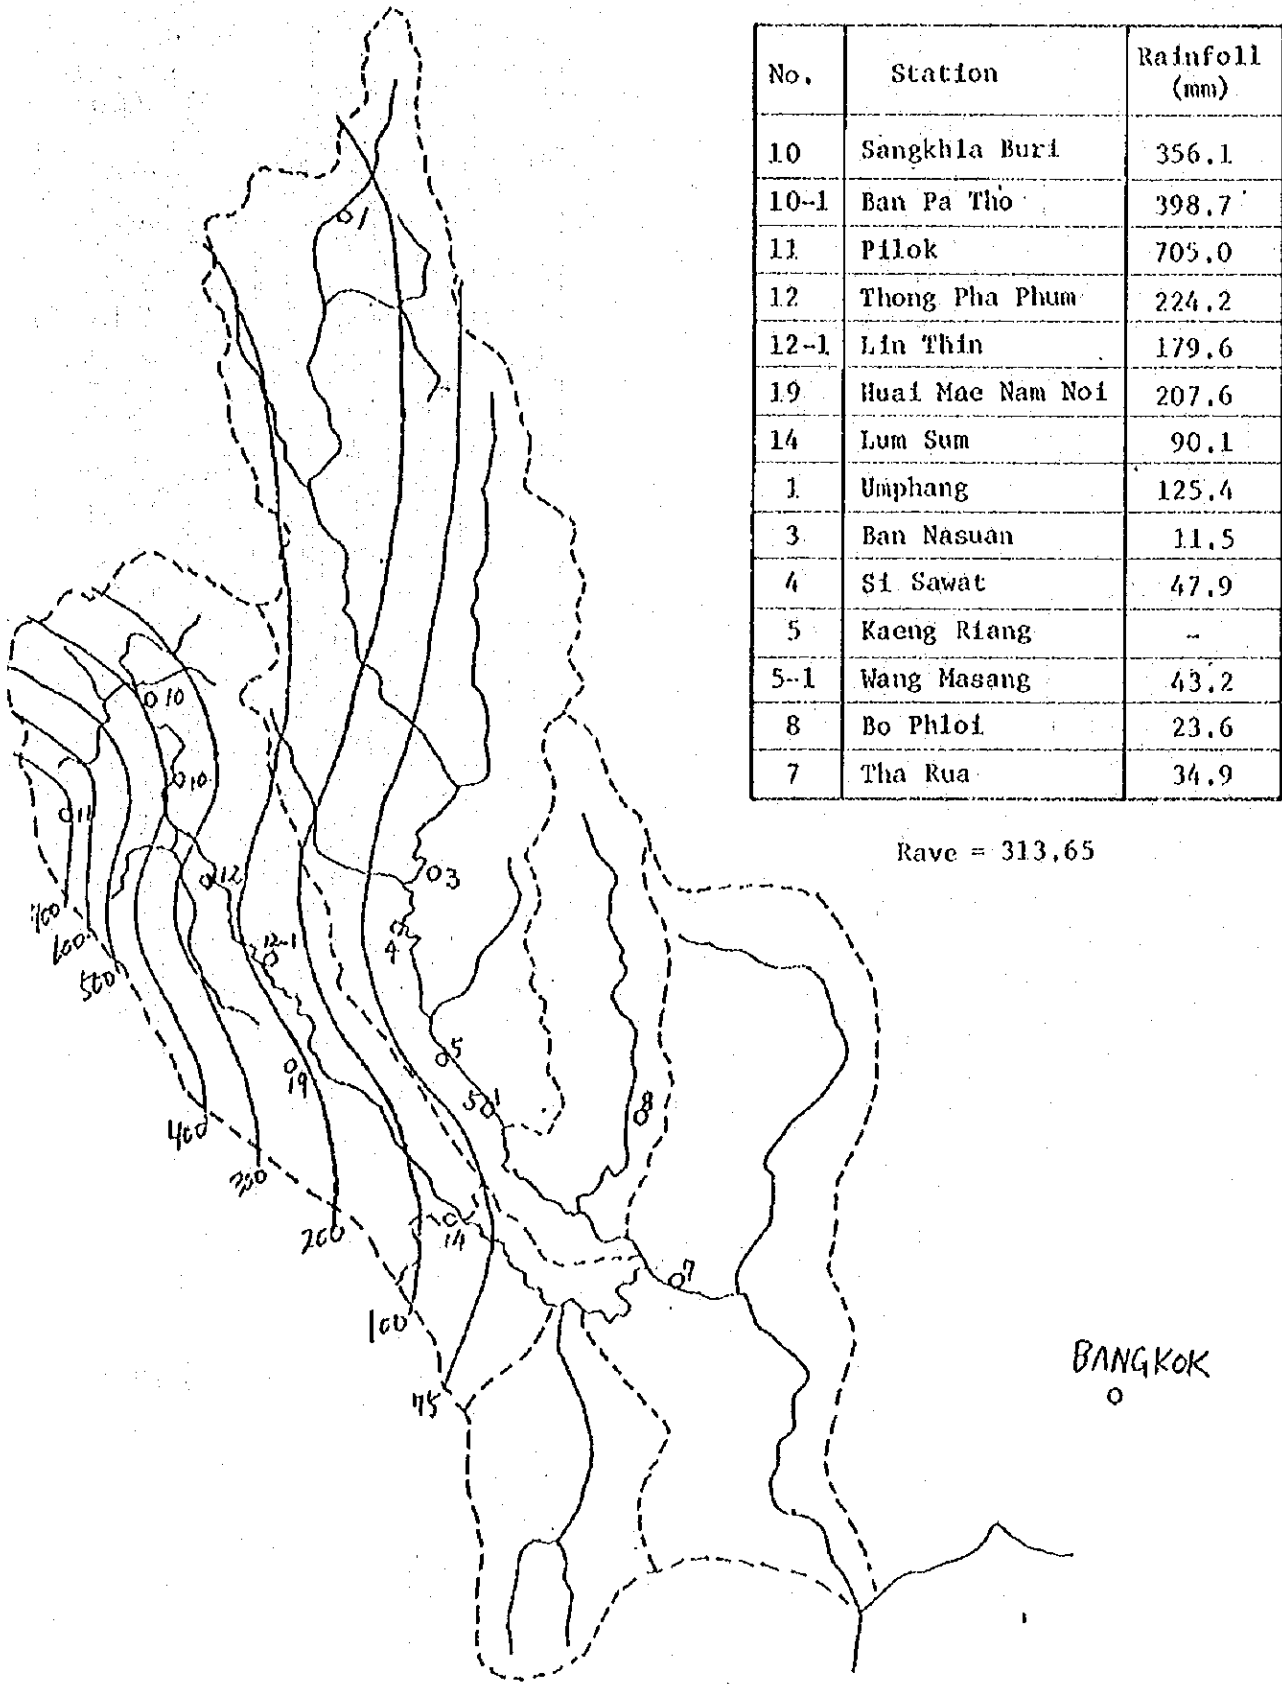 No. Station Rainfoll (mm)
10 Sangkhla Buri 356.1
10-1 Ban Pa Tho 398.7
11 Pilok 705.0
12 Thong Pha Phum 224.2
12-1 Lin Thin 179.6
19 Huai Mae Nam Noi 207.6
14 Lum Sum 90.1
1 Umphang 125.4
3 Ban Nasuan 11.5
4 Si Sawat 47.9
5 Kaeng Riang -
5-1 Wang Masang 43.2
8 Bo Phloi 23.6
7 Tha Rua 34.9
Rave = 313.65
1
10
10
11
12
3
12-1
4
700
600
500
5
19
5-1
8
400
300
200
14
7
100
75
BANGKOK